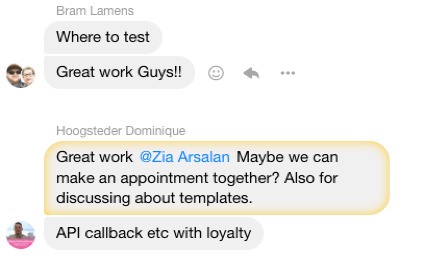 Bram Lamens
Where to test
Great work Guys!!
Hoogsteder Dominique
Great work @Zia Arsalan Maybe we can
make an appointment together? Also for
discussing about templates.
API callback etc with loyalty